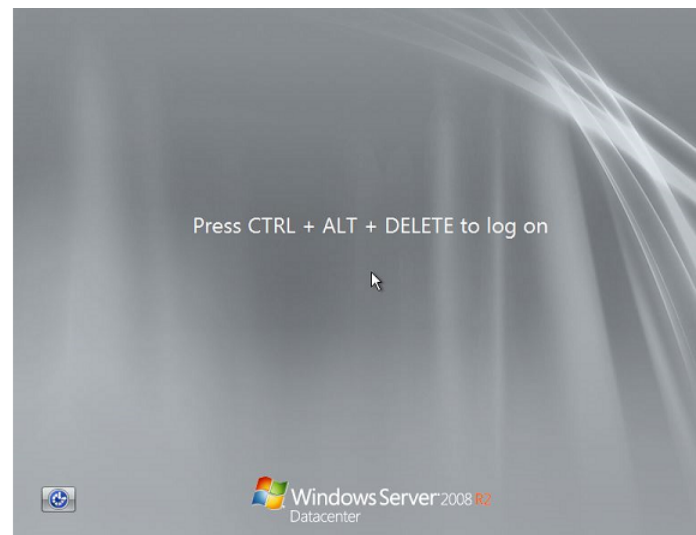 Press CTRL + ALT + DELETE to log on
Windows Server 2008 R2
Datacenter